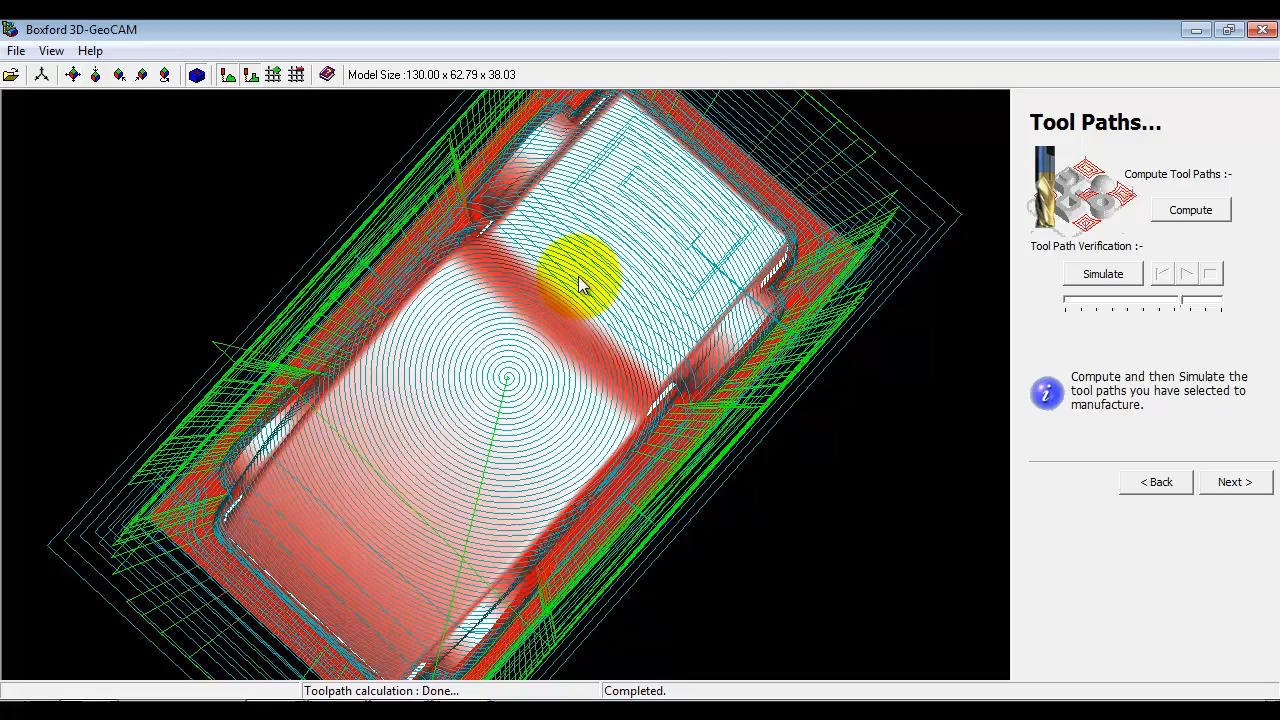 Boxford 3D-GeoCAM
File View Help
Model Size :130.00 x 62.79 x 38.03
Tool Paths...
Compute Tool Paths :-
Compute
Tool Path Verification :-
Simulate
Compute and then Simulate the
tool paths you have selected to
manufacture.
< Back Next >
Toolpath calculation : Done... Completed.